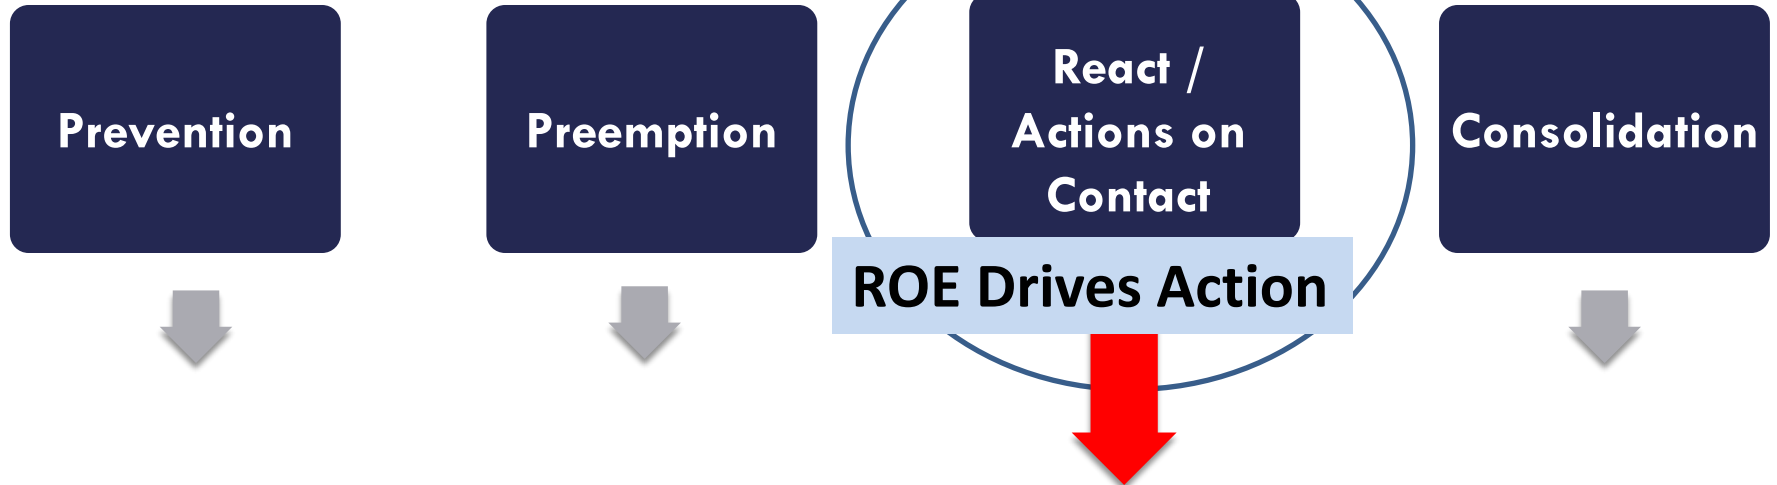 Prevention
Preemption
React /
Actions on
Contact
Consolidation
ROE Drives Action